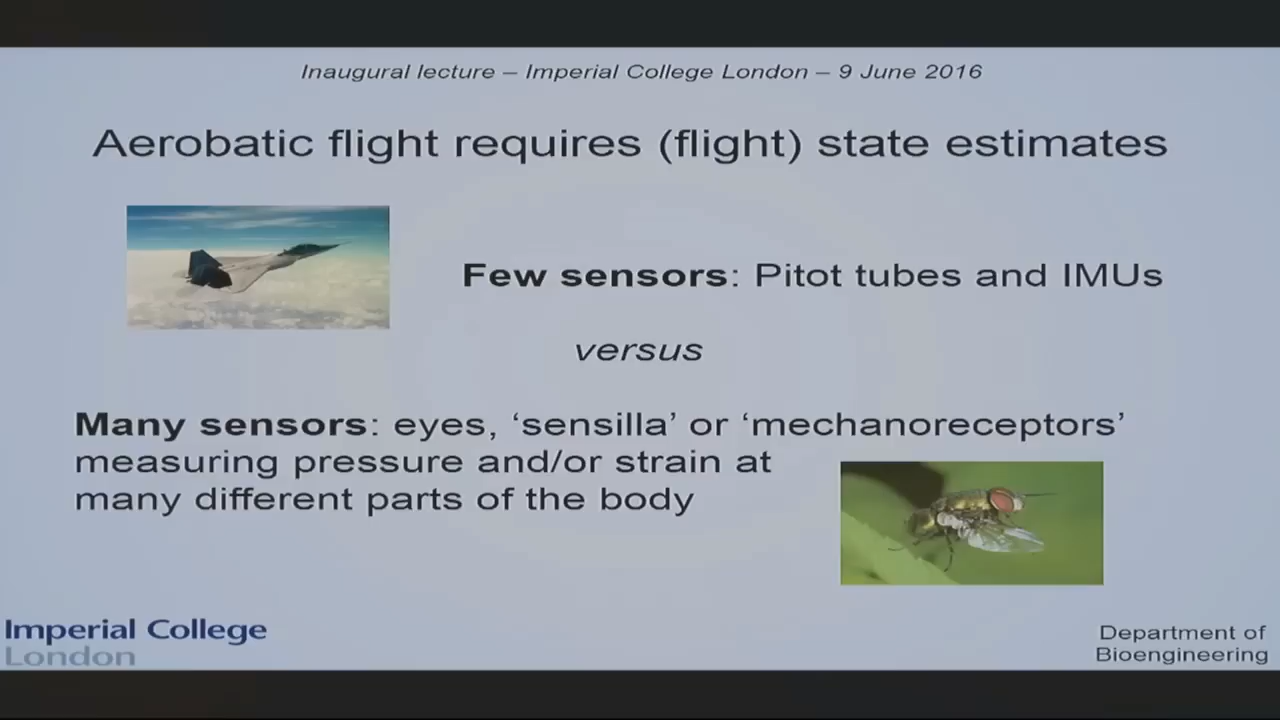 Inaugural lecture – Imperial College London – 9 June 2016
Aerobatic flight requires (flight) state estimates
Few sensors: Pitot tubes and IMUs
versus
Many sensors: eyes, ‘sensilla’ or ‘mechanoreceptors’
measuring pressure and/or strain at
many different parts of the body
Imperial College
London
Department of
Bioengineering